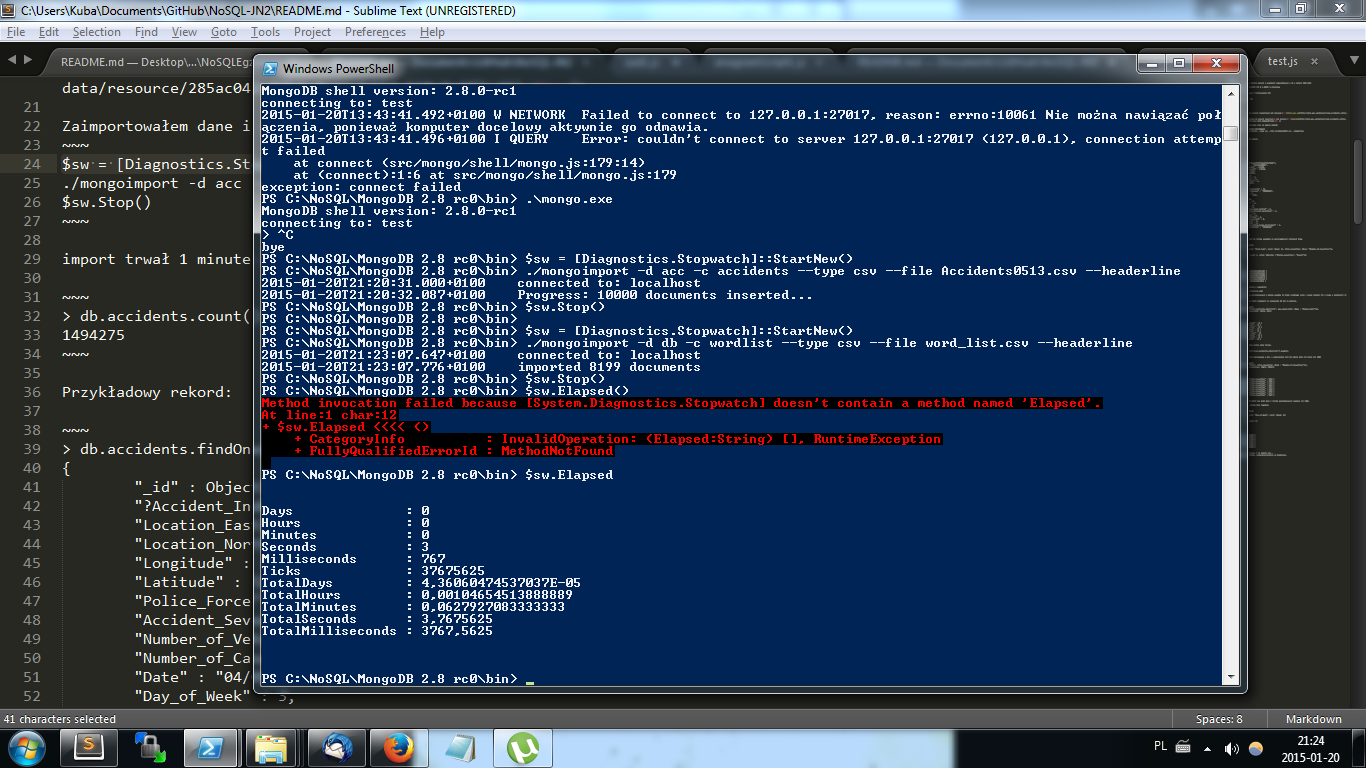 C:\Users\Kuba\Documents\GitHub\NoSQL-JN2\README.md - Sublime Text (UNREGISTERED)
File Edit Selection Find View Goto Tools Project Preferences Help
README.md — Desktop\...\NoSQLEgz
test.js
data/resource/285ac04
21
22 Zaimportowałem dane i
23 ~~~
24 $sw = [Diagnostics.St
25 ./mongoimport -d acc
26 $sw.Stop()
27 ~~~
28
29 import trwał 1 minute
30
31 ~~~
32 > db.accidents.count(
33 1494275
34 ~~~
35
36 Przykładowy rekord:
37
38 ~~~
39 > db.accidents.findOn
40 {
41 "_id" : Objec
42 "?Accident_In
43 "Location_Eas
44 "Location_Nor
45 "Longitude" :
46 "Latitude" :
47 "Police_Force
48 "Accident_Sev
49 "Number_of_Ve
50 "Number_of_Ca
51 "Date" : "04/
52 "Day_of_Week" : 3,
Windows PowerShell
MongoDB shell version: 2.8.0-rc1
connecting to: test
2015-01-20T13:43:41.492+0100 W NETWORK  Failed to connect to 127.0.0.1:27017, reason: errno:10061 Nie można nawiązać poł
ączenia, ponieważ komputer docelowy aktywnie go odmawia.
2015-01-20T13:43:41.496+0100 I QUERY    Error: couldn't connect to server 127.0.0.1:27017 (127.0.0.1), connection attemp
t failed
at connect (src/mongo/shell/mongo.js:179:14)
at (connect):1:6 at src/mongo/shell/mongo.js:179
exception: connect failed
PS C:\NoSQL\MongoDB 2.8 rc0\bin> .\mongo.exe
MongoDB shell version: 2.8.0-rc1
connecting to: test
> ^C
bye
PS C:\NoSQL\MongoDB 2.8 rc0\bin> $sw = [Diagnostics.Stopwatch]::StartNew()
PS C:\NoSQL\MongoDB 2.8 rc0\bin> ./mongoimport -d acc -c accidents --type csv --file Accidents0513.csv --headerline
2015-01-20T21:20:31.000+0100    connected to: localhost
2015-01-20T21:20:32.087+0100    Progress: 10000 documents inserted...
PS C:\NoSQL\MongoDB 2.8 rc0\bin> $sw.Stop()
PS C:\NoSQL\MongoDB 2.8 rc0\bin>
PS C:\NoSQL\MongoDB 2.8 rc0\bin> $sw = [Diagnostics.Stopwatch]::StartNew()
PS C:\NoSQL\MongoDB 2.8 rc0\bin> ./mongoimport -d db -c wordlist --type csv --file word_list.csv --headerline
2015-01-20T21:23:07.647+0100    connected to: localhost
2015-01-20T21:23:07.776+0100    imported 8199 documents
PS C:\NoSQL\MongoDB 2.8 rc0\bin> $sw.Stop()
PS C:\NoSQL\MongoDB 2.8 rc0\bin> $sw.Elapsed()
Method invocation failed because [System.Diagnostics.Stopwatch] doesn't contain a method named 'Elapsed'.
At line:1 char:12
+ $sw.Elapsed <<<< ()
+ CategoryInfo          : InvalidOperation: (Elapsed:String) [], RuntimeException
+ FullyQualifiedErrorId : MethodNotFound
PS C:\NoSQL\MongoDB 2.8 rc0\bin> $sw.Elapsed
Days : 0
Hours : 0
Minutes : 0
Seconds : 3
Milliseconds : 767
Ticks : 37675625
TotalDays : 4,36060474537037E-05
TotalHours : 0,00104654513888889
TotalMinutes : 0,0627927083333333
TotalSeconds : 3,7675625
TotalMilliseconds : 3767,5625
PS C:\NoSQL\MongoDB 2.8 rc0\bin> _
41 characters selected
Spaces: 8
Markdown
PL
21:24
2015-01-20